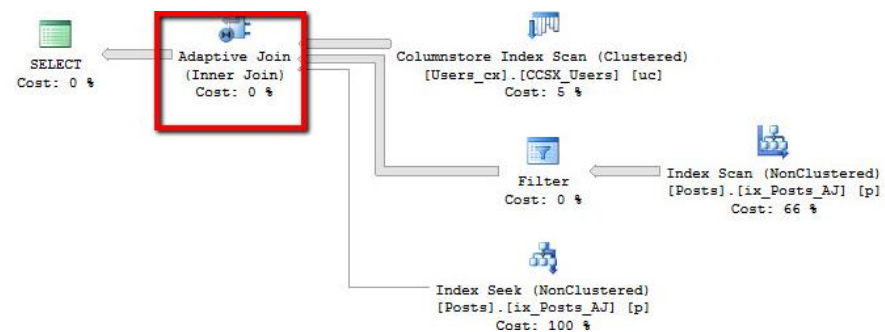 SELECT
Cost: 0 %
Adaptive Join
(Inner Join)
Cost: 0 %
Columnstore Index Scan (Clustered)
[Users_cx].[CCSX_Users] [uc]
Cost: 5 %
Filter
Cost: 0 %
Index Scan (NonClustered)
[Posts].[ix_Posts_AJ] [p]
Cost: 66 %
Index Seek (NonClustered)
[Posts].[ix_Posts_AJ] [p]
Cost: 100 %